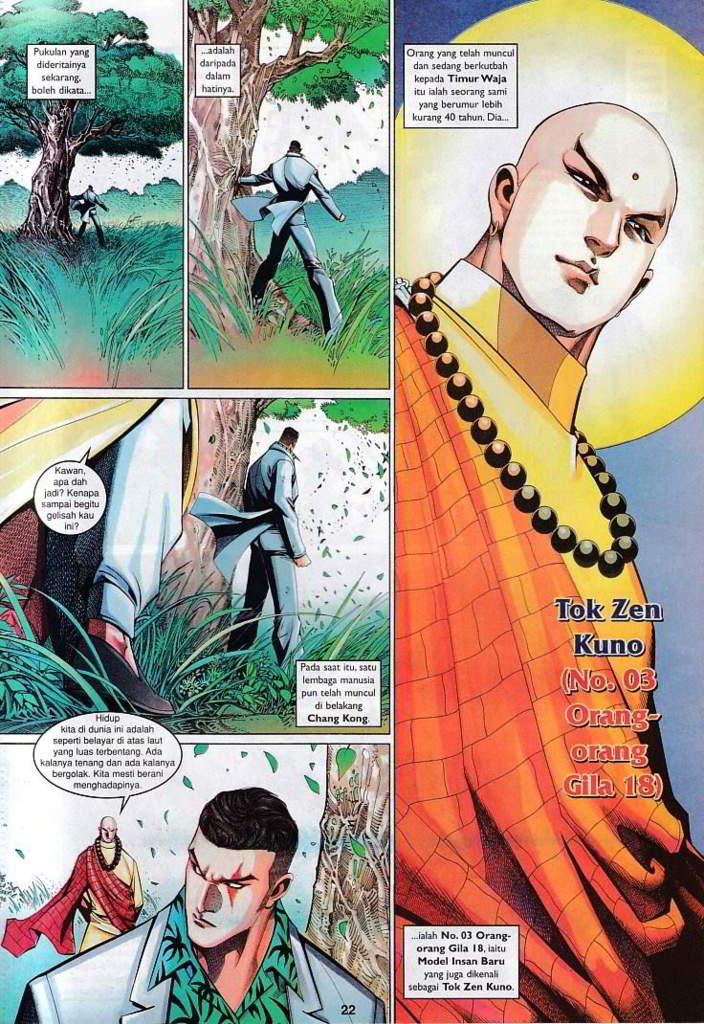 Pukulan yang
dideritainya
sekarang,
boleh dikata...
...adalah
daripada
dalam
hatinya.
Kawan,
apa dah
jadi? Kenapa
sampai begitu
gelisah kau
ini?
Pada saat itu, satu
lembaga manusia
pun telah muncul
di belakang
Chang Kong.
Hidup
kita di dunia ini adalah
seperti belayar di atas laut
yang luas terbentang. Ada
kalanya tenang dan ada kalanya
bergolak. Kita mesti berani
menghadapinya.
22
Orang yang telah muncul
dan sedang berkutbah
kepada Timur Waja
itu ialah seorang sami
yang berumur lebih
kurang 40 tahun. Dia...
Tok Zen
Kuno
(No. 03
Orang-
orang
Gila 18)
...ialah No. 03 Orang-
orang Gila 18, iaitu
Model Insan Baru
yang juga dikenali
sebagai Tok Zen Kuno.